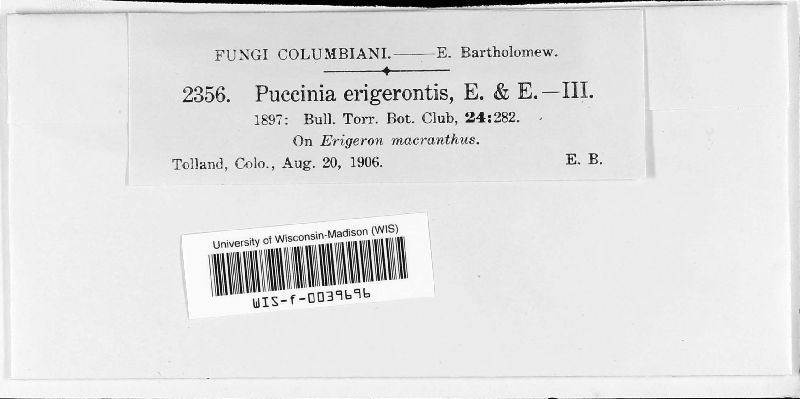 FUNGI COLUMBIANI.——E. Bartholomew.
2356. Puccinia erigerontis, E. & E.—III.
1897: Bull. Torr. Bot. Club, 24:282.
On Erigeron macranthus.
Tolland, Colo., Aug. 20, 1906. E. B.
University of Wisconsin-Madison (WIS)
WIS-f-0039696